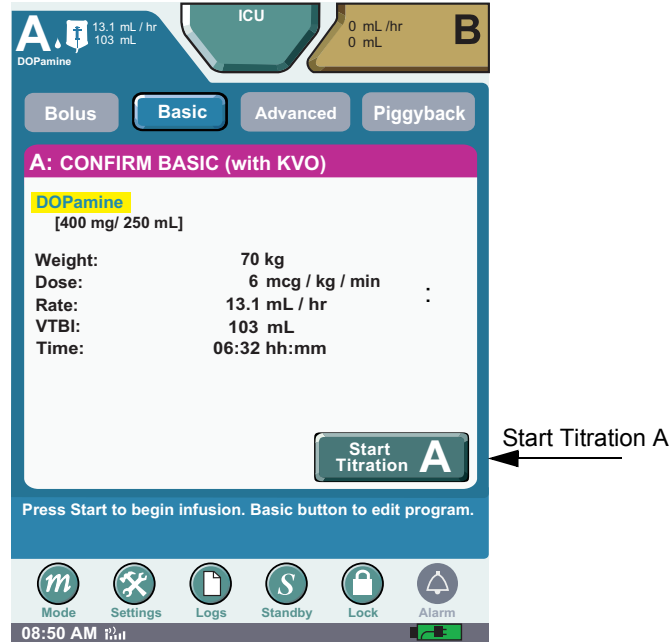 ICU
A
13.1 mL / hr
103 mL
DOPamine
0 mL /hr
0 mL
B
Bolus
Basic
Advanced
Piggyback
A: CONFIRM BASIC (with KVO)
DOPamine
[400 mg/ 250 mL]
Weight: 70 kg
Dose: 6 mcg / kg / min
:
Rate: 13.1 mL / hr
VTBI: 103 mL
Time: 06:32 hh:mm
Start
Titration A
Start Titration A
Press Start to begin infusion. Basic button to edit program.
m
S
Mode
Settings
Logs
Standby
Lock
Alarm
08:50 AM